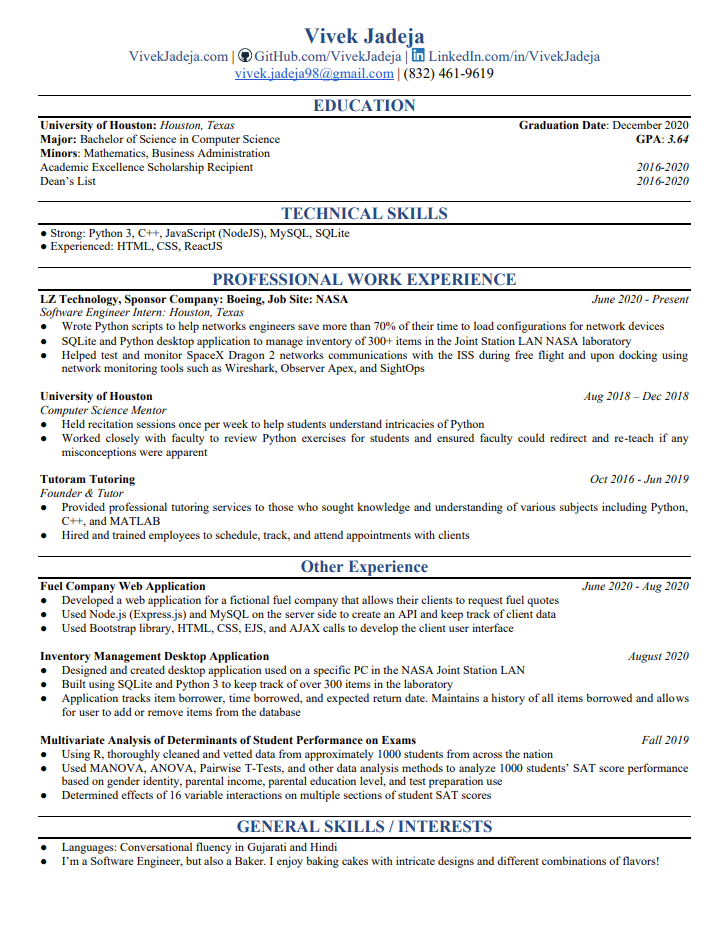 Vivek Jadeja
VivekJadeja.com | GitHub.com/VivekJadeja | LinkedIn.com/in/VivekJadeja
vivek.jadeja98@gmail.com | (832) 461-9619
EDUCATION
University of Houston: Houston, Texas Graduation Date: December 2020
Major: Bachelor of Science in Computer Science GPA: 3.64
Minors: Mathematics, Business Administration
Academic Excellence Scholarship Recipient 2016-2020
Dean's List 2016-2020
TECHNICAL SKILLS
● Strong: Python 3, C++, JavaScript (NodeJS), MySQL, SQLite
● Experienced: HTML, CSS, ReactJS
PROFESSIONAL WORK EXPERIENCE
LZ Technology, Sponsor Company: Boeing, Job Site: NASA June 2020 - Present
Software Engineer Intern: Houston, Texas
● Wrote Python scripts to help networks engineers save more than 70% of their time to load configurations for network devices
● SQLite and Python desktop application to manage inventory of 300+ items in the Joint Station LAN NASA laboratory
● Helped test and monitor SpaceX Dragon 2 networks communications with the ISS during free flight and upon docking using
network monitoring tools such as Wireshark, Observer Apex, and SightOps
University of Houston Aug 2018 – Dec 2018
Computer Science Mentor
● Held recitation sessions once per week to help students understand intricacies of Python
● Worked closely with faculty to review Python exercises for students and ensured faculty could redirect and re-teach if any
misconceptions were apparent
Tutoram Tutoring Oct 2016 - Jun 2019
Founder & Tutor
● Provided professional tutoring services to those who sought knowledge and understanding of various subjects including Python,
C++, and MATLAB
● Hired and trained employees to schedule, track, and attend appointments with clients
Other Experience
Fuel Company Web Application June 2020 - Aug 2020
● Developed a web application for a fictional fuel company that allows their clients to request fuel quotes
● Used Node.js (Express.js) and MySQL on the server side to create an API and keep track of client data
● Used Bootstrap library, HTML, CSS, EJS, and AJAX calls to develop the client user interface
Inventory Management Desktop Application August 2020
● Designed and created desktop application used on a specific PC in the NASA Joint Station LAN
● Built using SQLite and Python 3 to keep track of over 300 items in the laboratory
● Application tracks item borrower, time borrowed, and expected return date. Maintains a history of all items borrowed and allows
for user to add or remove items from the database
Multivariate Analysis of Determinants of Student Performance on Exams Fall 2019
● Using R, thoroughly cleaned and vetted data from approximately 1000 students from across the nation
● Used MANOVA, ANOVA, Pairwise T-Tests, and other data analysis methods to analyze 1000 students' SAT score performance
based on gender identity, parental income, parental education level, and test preparation use
● Determined effects of 16 variable interactions on multiple sections of student SAT scores
GENERAL SKILLS / INTERESTS
● Languages: Conversational fluency in Gujarati and Hindi
● I'm a Software Engineer, but also a Baker. I enjoy baking cakes with intricate designs and different combinations of flavors!